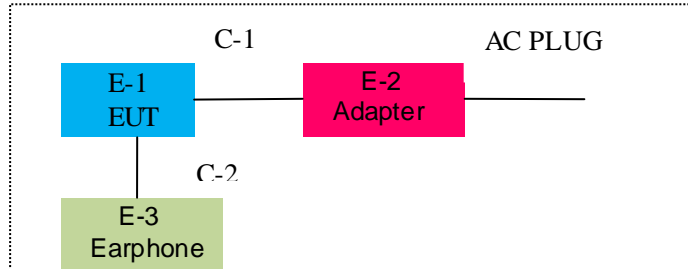 C-1
AC PLUG
E-1
EUT
E-2
Adapter
C-2
E-3
Earphone